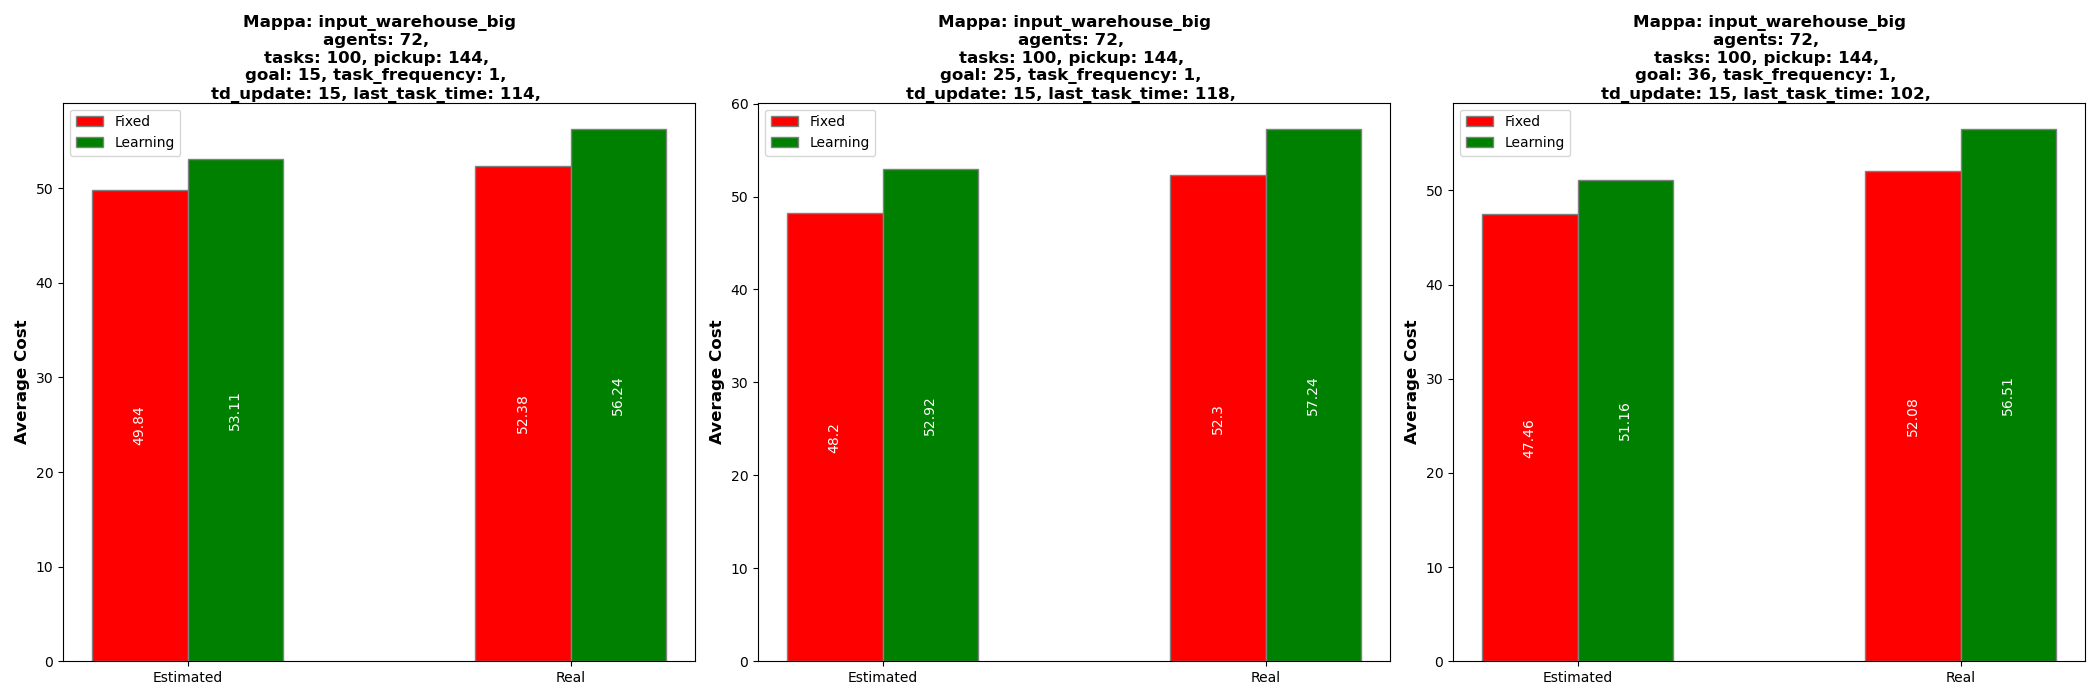 Mappa: input_warehouse_big
agents: 72,
tasks: 100, pickup: 144,
goal: 15, task_frequency: 1,
td_update: 15, last_task_time: 114,
Fixed
Learning
Average Cost
50
40
30
20
10
0
49.84
53.11
52.38
56.24
Estimated
Real
Mappa: input_warehouse_big
agents: 72,
tasks: 100, pickup: 144,
goal: 25, task_frequency: 1,
td_update: 15, last_task_time: 118,
Fixed
Learning
Average Cost
60
50
40
30
20
10
0
48.2
52.92
52.3
57.24
Estimated
Real
Mappa: input_warehouse_big
agents: 72,
tasks: 100, pickup: 144,
goal: 36, task_frequency: 1,
td_update: 15, last_task_time: 102,
Fixed
Learning
Average Cost
50
40
30
20
10
0
47.46
51.16
52.08
56.51
Estimated
Real